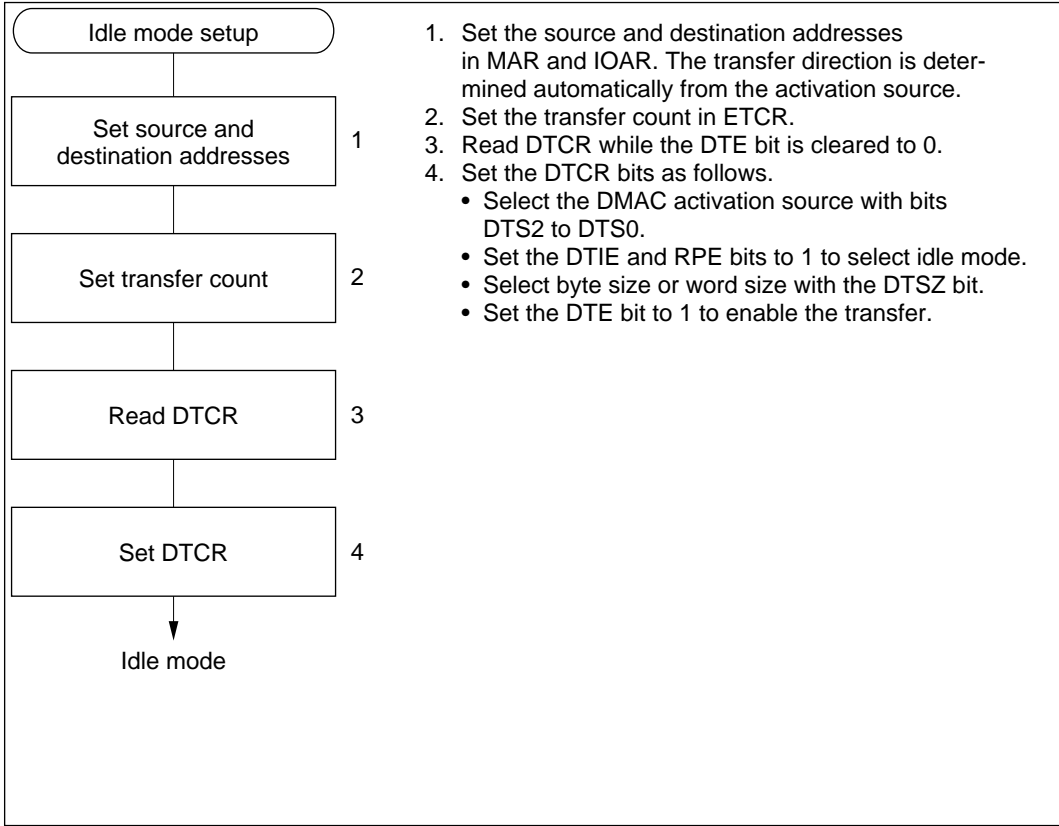 Idle mode setup
Set source and
destination addresses
1
Set transfer count
2
Read DTCR
3
Set DTCR
4
Idle mode
1. Set the source and destination addresses
in MAR and IOAR. The transfer direction is deter-
mined automatically from the activation source.
2. Set the transfer count in ETCR.
3. Read DTCR while the DTE bit is cleared to 0.
4. Set the DTCR bits as follows.
• Select the DMAC activation source with bits
DTS2 to DTS0.
• Set the DTIE and RPE bits to 1 to select idle mode.
• Select byte size or word size with the DTSZ bit.
• Set the DTE bit to 1 to enable the transfer.